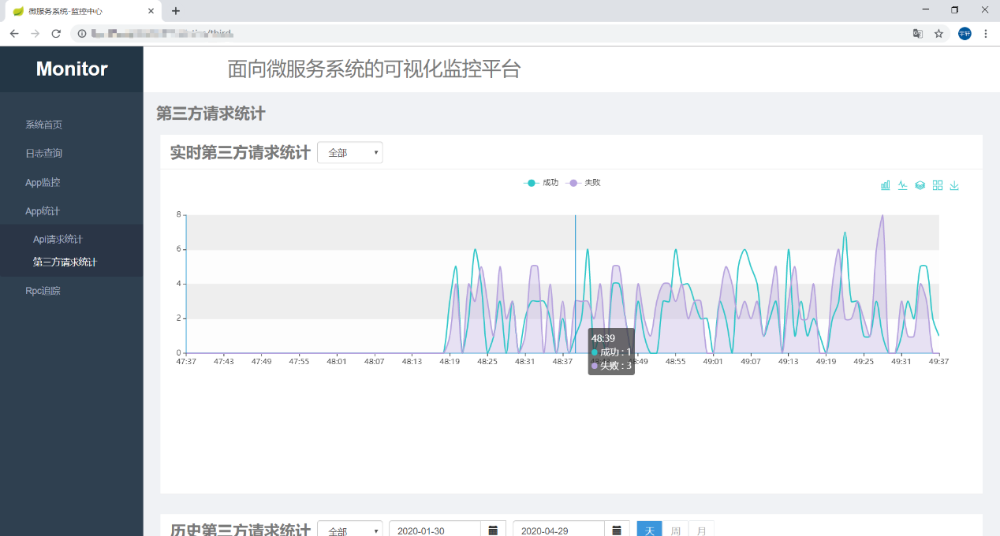 微服务系统-监控中心
/third
Monitor
面向微服务系统的可视化监控平台
系统首页
日志查询
App监控
App统计
Api请求统计
第三方请求统计
Rpc追踪
第三方请求统计
实时第三方请求统计 全部
成功 失败
8
6
4
2
0
48:39
成功 : 1
失败 : 3
47:37 47:43 47:49 47:55 48:01 48:07 48:13 48:19 48:25 48:31 48:37 48:49 48:55 49:01 49:07 49:13 49:19 49:25 49:31 49:37
历史第三方请求统计 全部 2020-01-30 2020-04-29 天 周 月